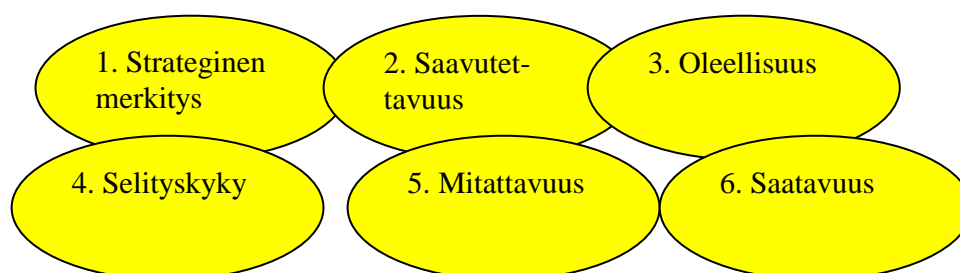 1. Strateginen
merkitys
2. Saavutet-
tavuus
3. Oleellisuus
4. Selityskyky
5. Mitattavuus
6. Saatavuus